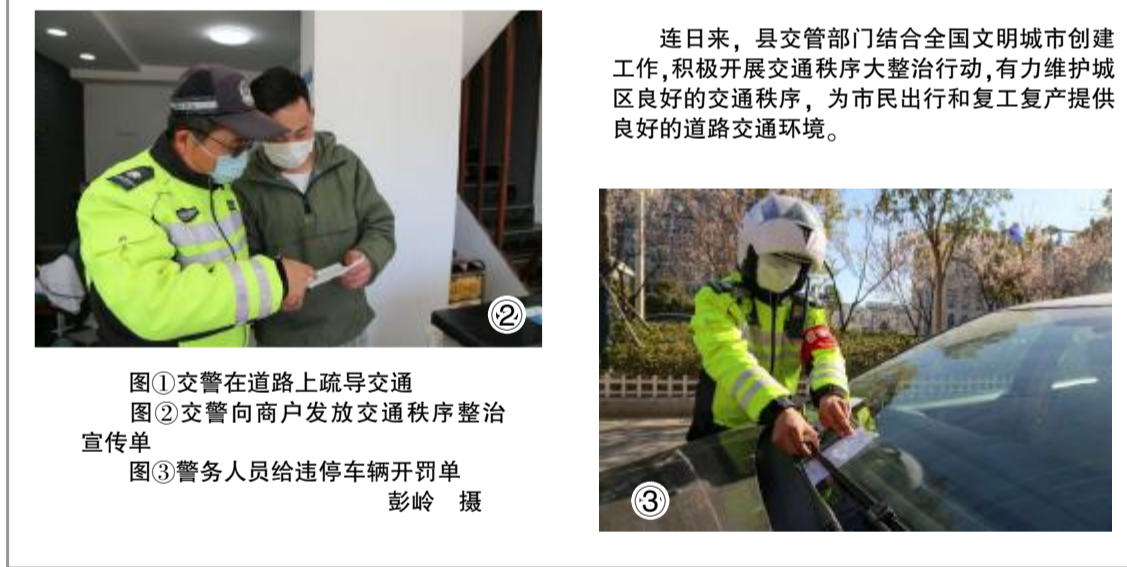 连日来，县交管部门结合全国文明城市创建
工作,积极开展交通秩序大整治行动,有力维护城
区良好的交通秩序，为市民出行和复工复产提供
良好的道路交通环境。
②
图①交警在道路上疏导交通
图②交警向商户发放交通秩序整治
宣传单
图③警务人员给违停车辆开罚单
彭岭　摄
③